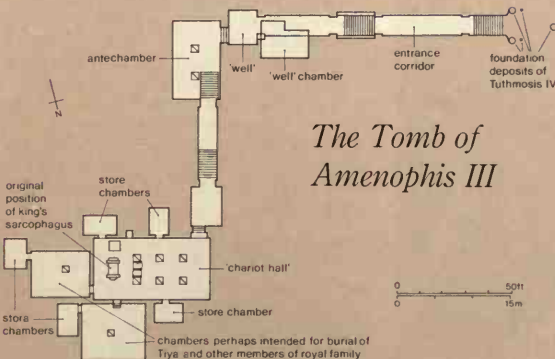 antechamber
'well'
'well' chamber
entrance
corridor
foundation
deposits of
Tuthmosis IV
N
The Tomb of
Amenophis III
original
position
of king's
sarcophagus
store
chambers
'chariot hall'
0 50ft
0 15m
stora
chambers
store chamber
chambers perhaps intended for burial of
Tiya and other members of royal family